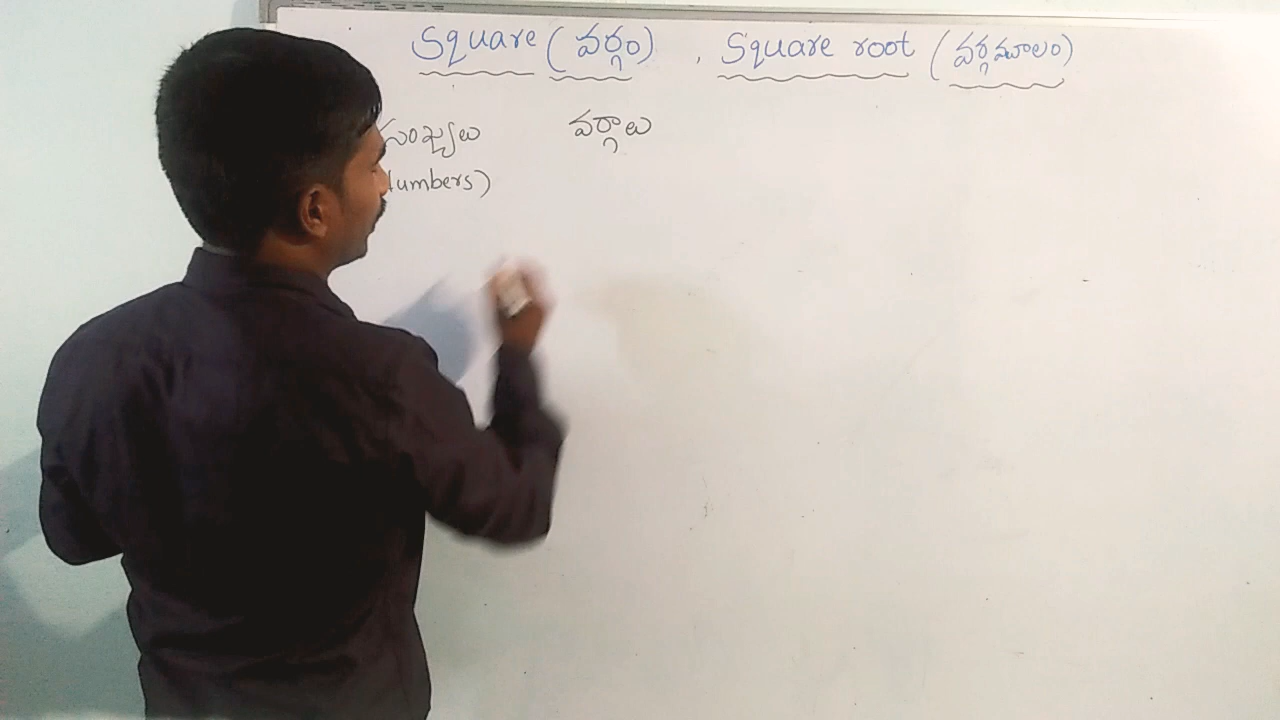 Square (వర్గం) , Square root (వర్గమూలం)
సంఖ్యలు వర్గాలు
umbers)